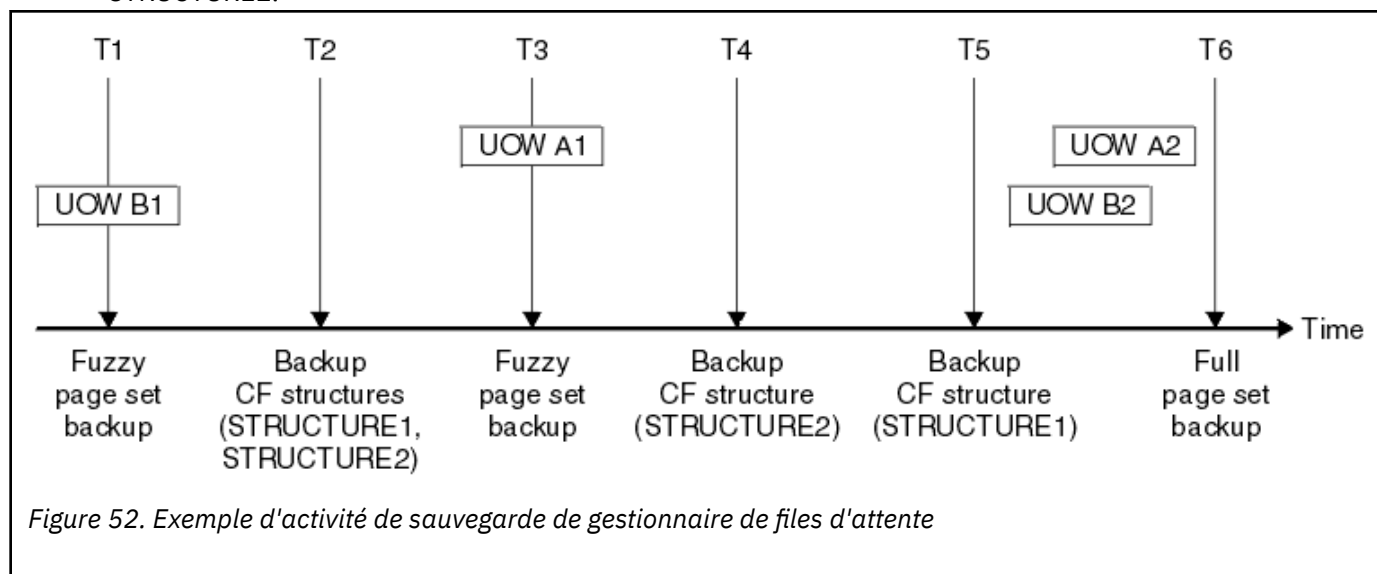 STRUCTUREE.
T1 T2 T3 T4 T5 T6
UOW A1 UOW A2
UOW B1 UOW B2
Time
Fuzzy
page set
backup
Backup
CF structures
(STRUCTURE1,
STRUCTURE2)
Fuzzy
page set
backup
Backup
CF structure
(STRUCTURE2)
Backup
CF structure
(STRUCTURE1)
Full
page set
backup
Figure 52. Exemple d'activité de sauvegarde de gestionnaire de files d'attente